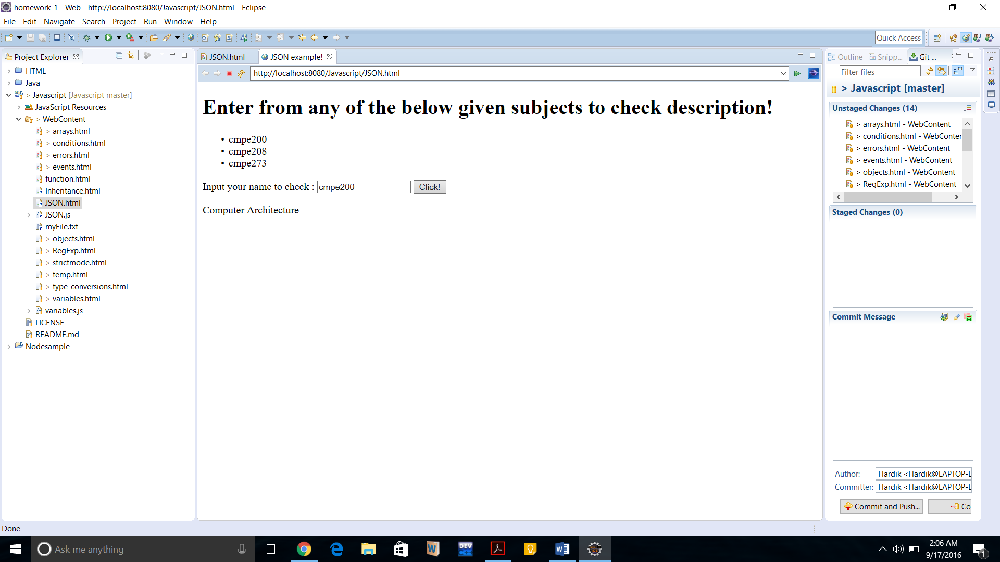 homework-1 - Web - http://localhost:8080/Javascript/JSON.html - Eclipse
File Edit Navigate Search Project Run Window Help
Quick Access
Project Explorer
HTML
Java
> Javascript [Javascript master]
JavaScript Resources
> WebContent
> arrays.html
> conditions.html
> errors.html
> events.html
function.html
Inheritance.html
JSON.html
JSON.js
myFile.txt
> objects.html
> RegExp.html
> strictmode.html
> temp.html
> type_conversions.html
> variables.html
variables.js
LICENSE
README.md
Nodesample
JSON.html
JSON example!
http://localhost:8080/Javascript/JSON.html
Enter from any of the below given subjects to check description!
• cmpe200
• cmpe208
• cmpe273
Input your name to check : cmpe200 Click!
Computer Architecture
Outline Snipp... Git ...
Filter files
> Javascript [master]
Unstaged Changes (14)
> arrays.html - WebContent
> conditions.html - WebConter
> errors.html - WebContent
> events.html - WebContent
> objects.html - WebContent
> RegExp.html - WebContent
Staged Changes (0)
Commit Message
Author: Hardik <Hardik@LAPTOP-E
Committer: Hardik <Hardik@LAPTOP-E
Commit and Push... Co
Done
Ask me anything
W DEV C++ W
JAVA EE IDE
2:06 AM
9/17/2016
1